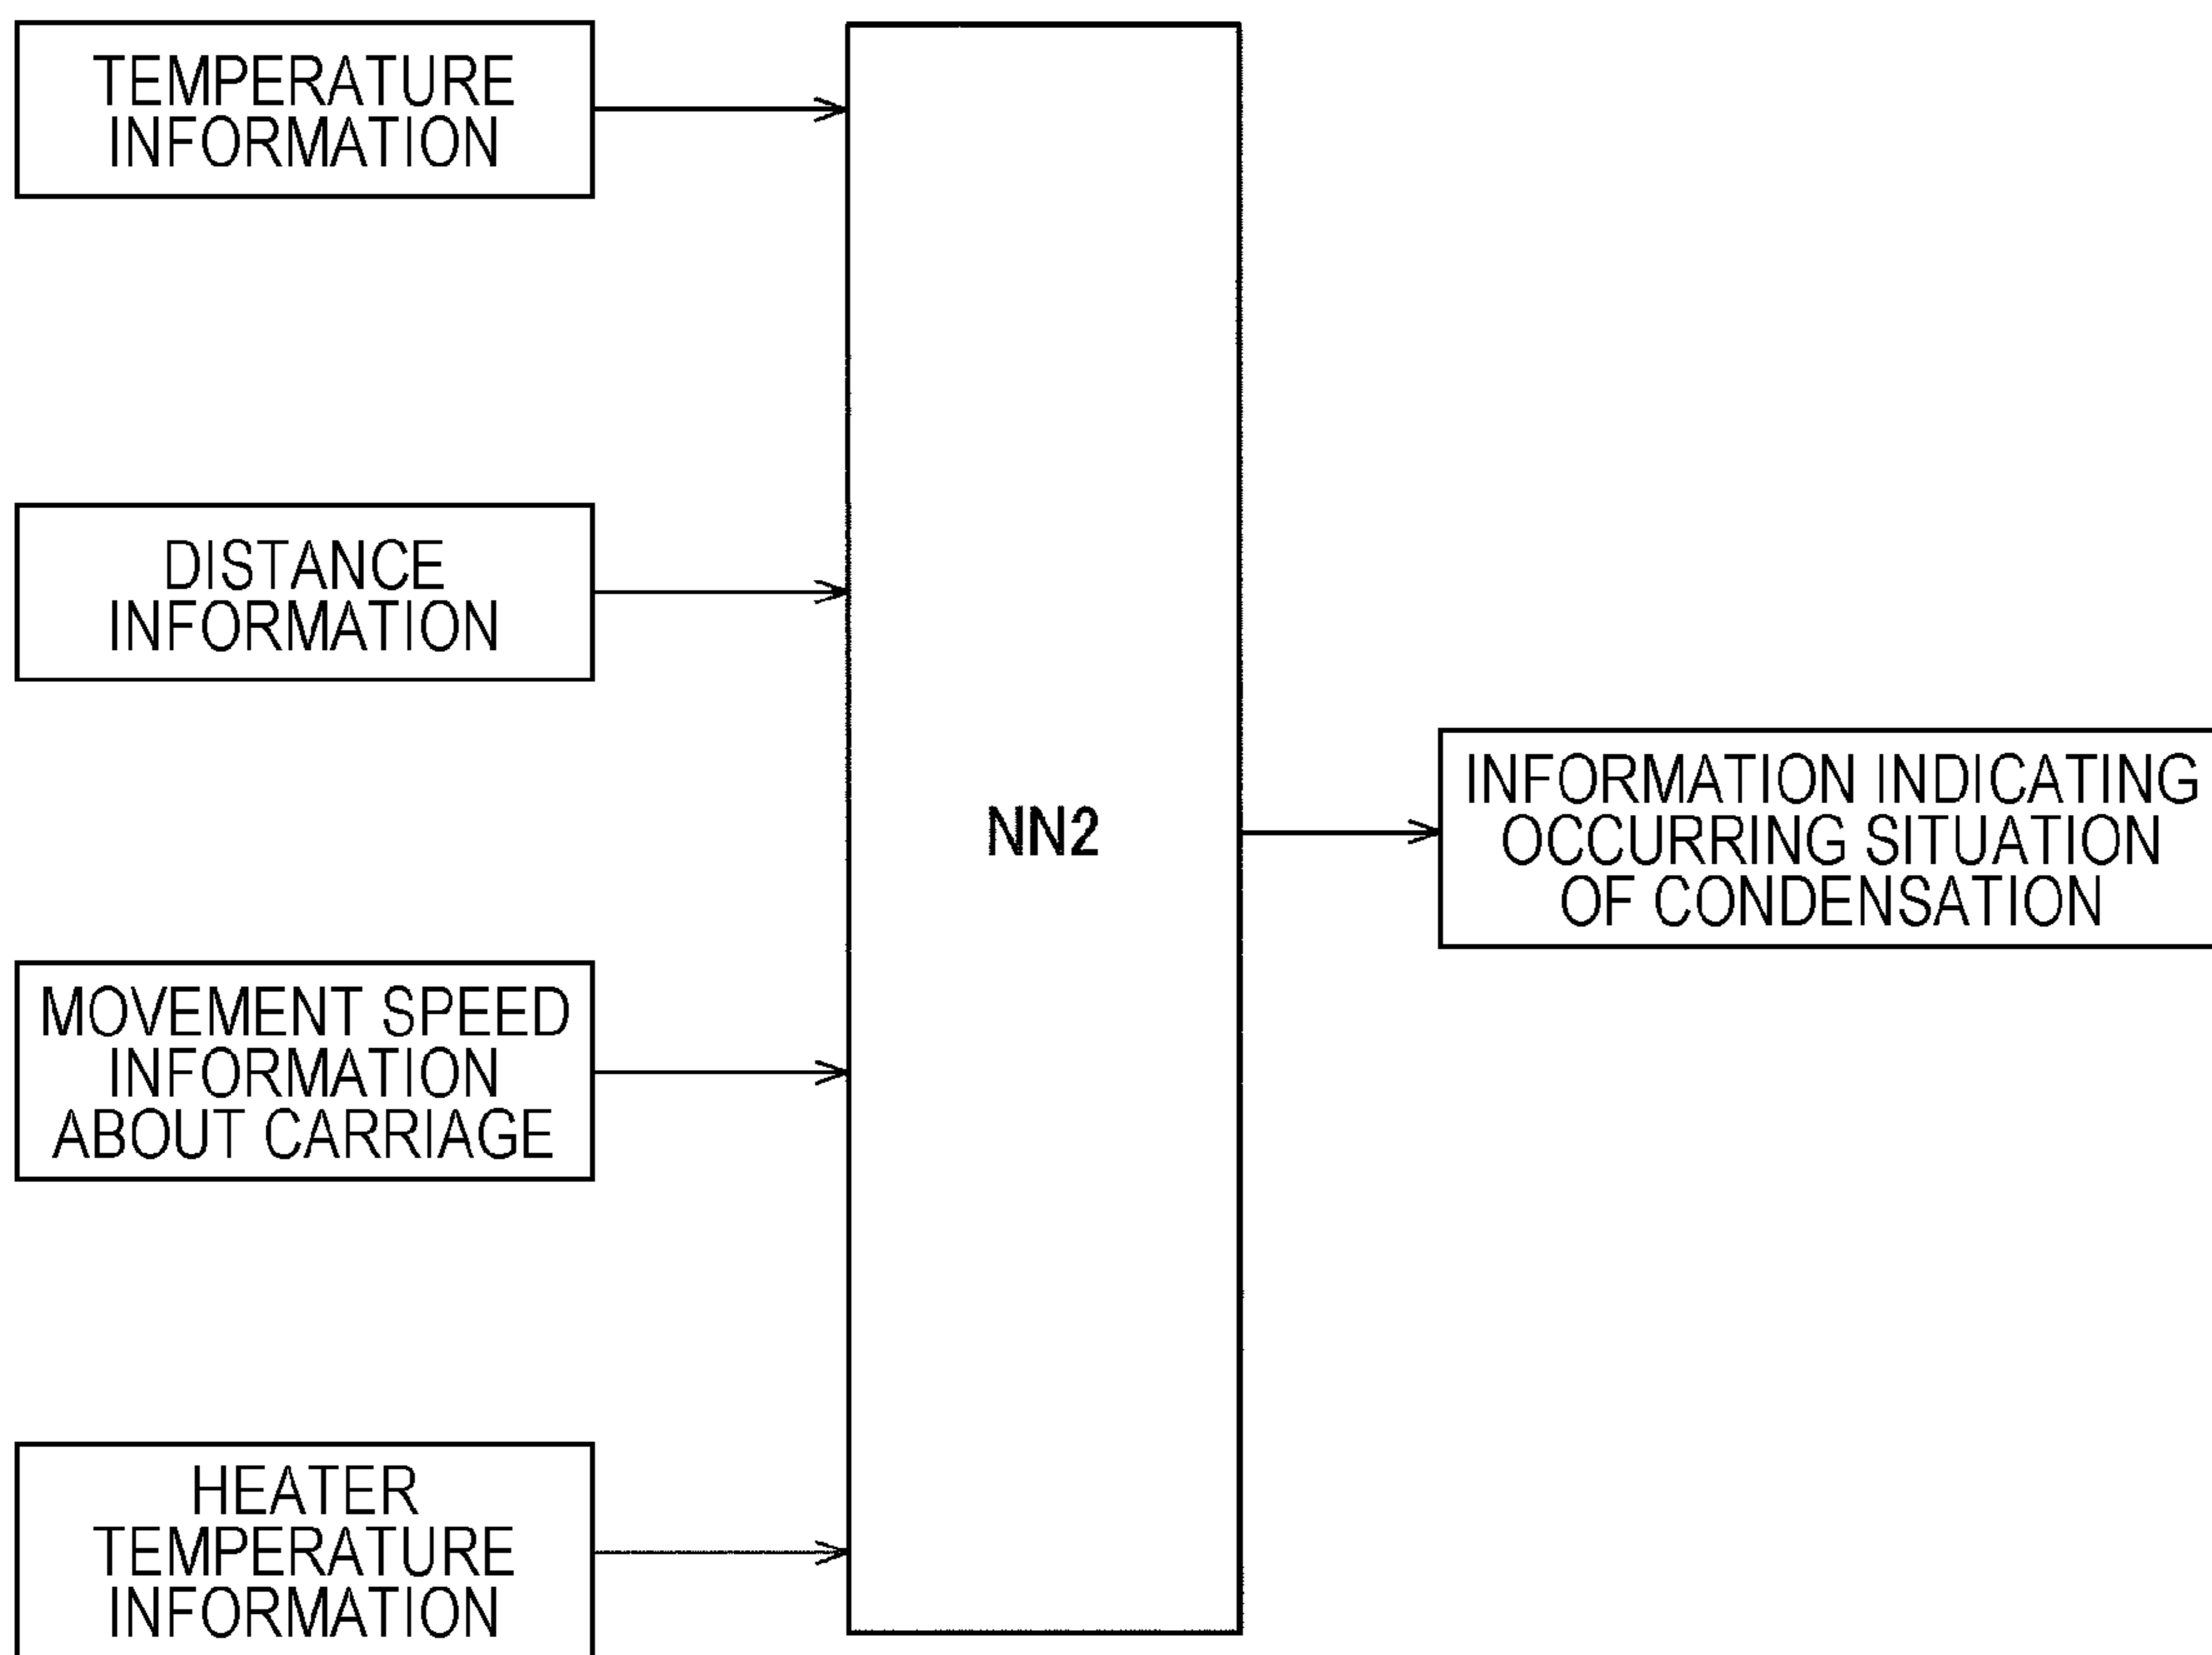 TEMPERATURE
INFORMATION
DISTANCE
INFORMATION
MOVEMENT SPEED
INFORMATION
ABOUT CARRIAGE
HEATER
TEMPERATURE
INFORMATION
NN2
INFORMATION INDICATING
OCCURRING SITUATION
OF CONDENSATION